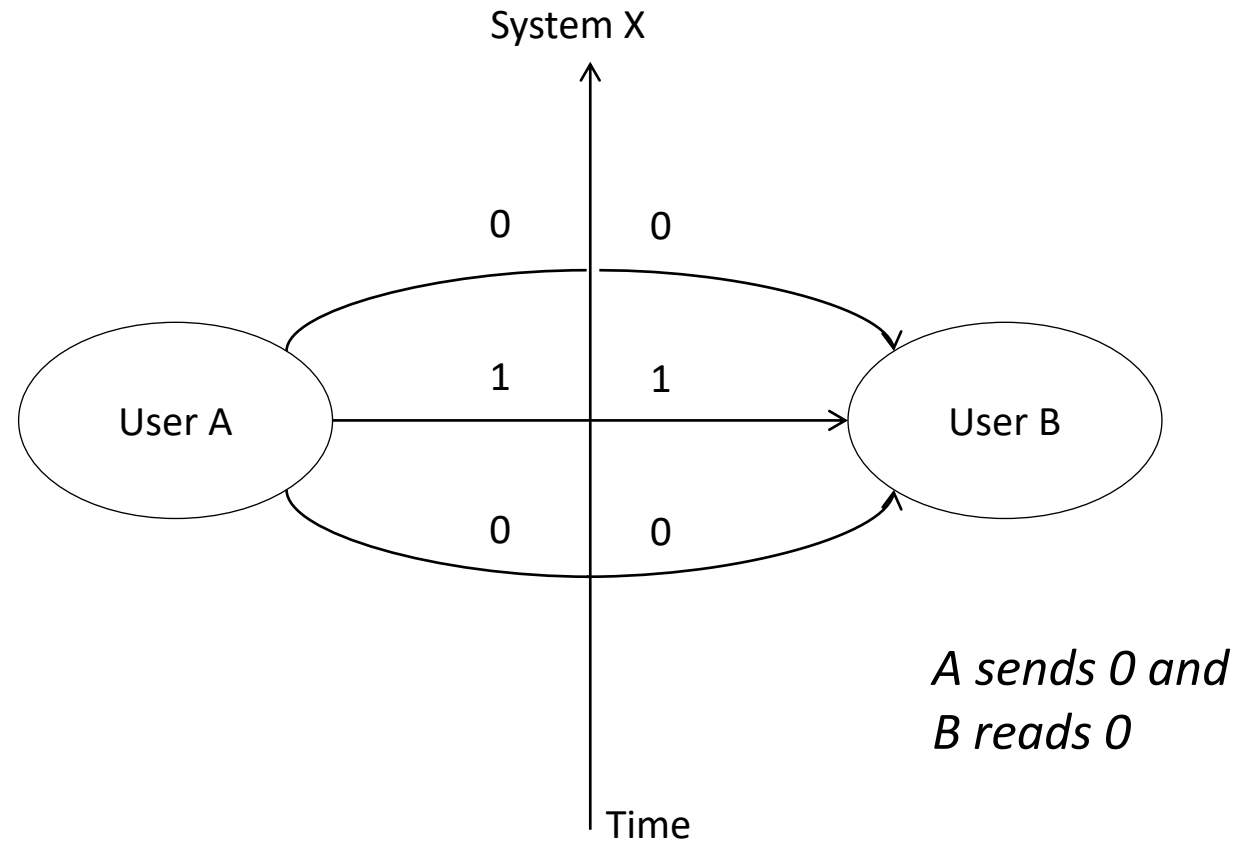 System X
0 0
1 1
User A User B
0 0
A sends 0 and
B reads 0
Time